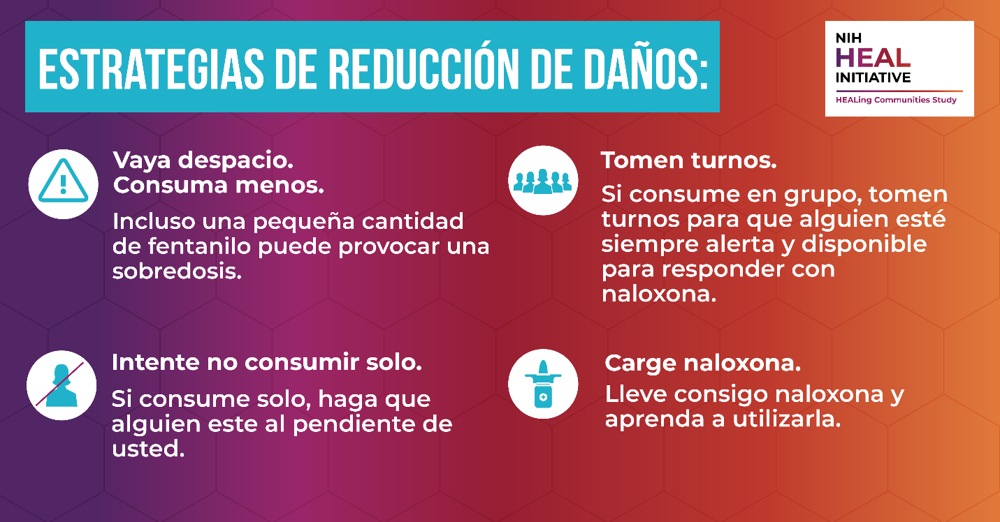 ESTRATEGIAS DE REDUCCIÓN DE DAÑOS:
NIH
HEAL
INITIATIVE
HEALing Communities Study
Vaya despacio.
Consuma menos.
Incluso una pequeña cantidad
de fentanilo puede provocar una
sobredosis.
Tomen turnos.
Si consume en grupo, tomen
turnos para que alguien esté
siempre alerta y disponible
para responder con
naloxona.
Intente no consumir solo.
Si consume solo, haga que
alguien este al pendiente de
usted.
Carge naloxona.
Lleve consigo naloxona y
aprenda a utilizarla.